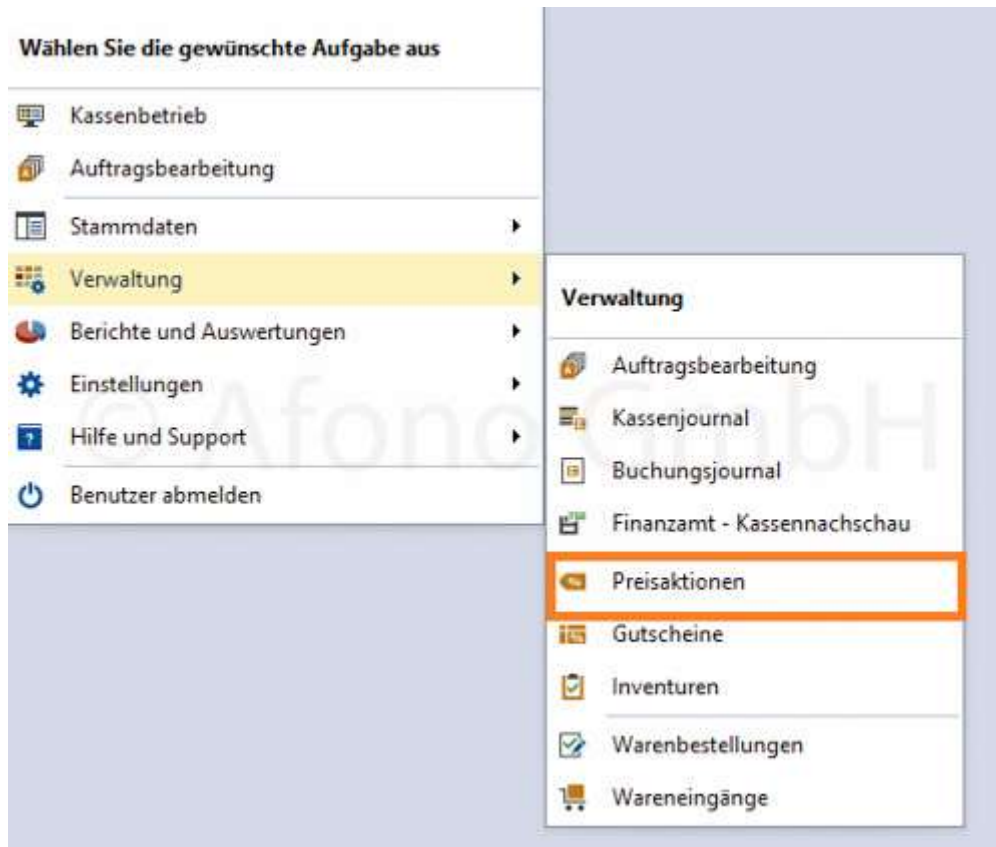 Wählen Sie die gewünschte Aufgabe aus
Kassenbetrieb
Auftragsbearbeitung
Stammdaten
Verwaltung
Berichte und Auswertungen
Einstellungen
Hilfe und Support
Benutzer abmelden
Verwaltung
Auftragsbearbeitung
Kassenjournal
Buchungsjournal
Finanzamt - Kassennachschau
Preisaktionen
Gutscheine
Inventuren
Warenbestellungen
Wareneingänge
© Afono GmbH